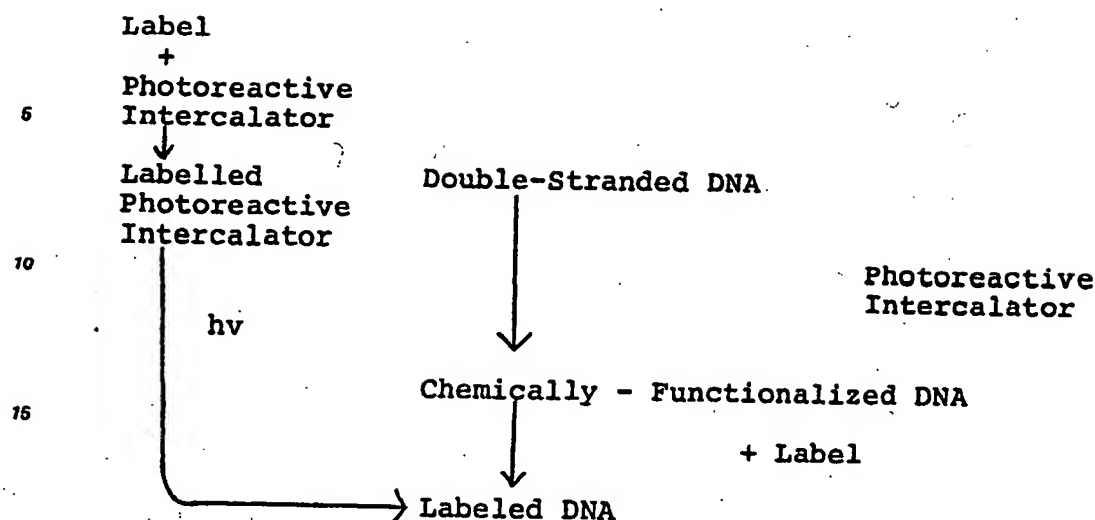 Label
+
Photoreactive
5
Intercalator
Labelled
Photoreactive
Intercalator
Double-Stranded DNA
10
Photoreactive
Intercalator
hv
Chemically - Functionalized DNA
15
+ Label
Labeled DNA